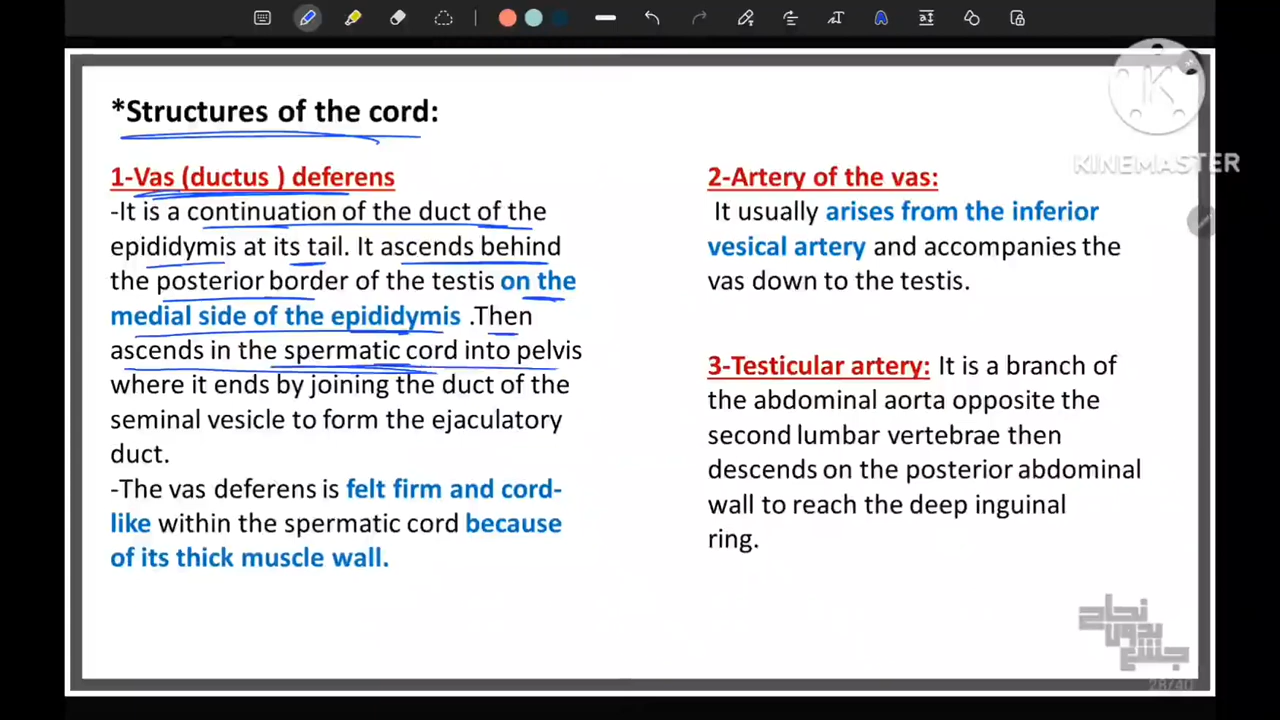 *Structures of the cord:
1-Vas (ductus ) deferens
-It is a continuation of the duct of the
epididymis at its tail. It ascends behind
the posterior border of the testis on the
medial side of the epididymis .Then
ascends in the spermatic cord into pelvis
where it ends by joining the duct of the
seminal vesicle to form the ejaculatory
duct.
-The vas deferens is felt firm and cord-
like within the spermatic cord because
of its thick muscle wall.
2-Artery of the vas:
It usually arises from the inferior
vesical artery and accompanies the
vas down to the testis.
3-Testicular artery: It is a branch of
the abdominal aorta opposite the
second lumbar vertebrae then
descends on the posterior abdominal
wall to reach the deep inguinal
ring.
K
KINEMASTER
نجاح
بدون
28/40